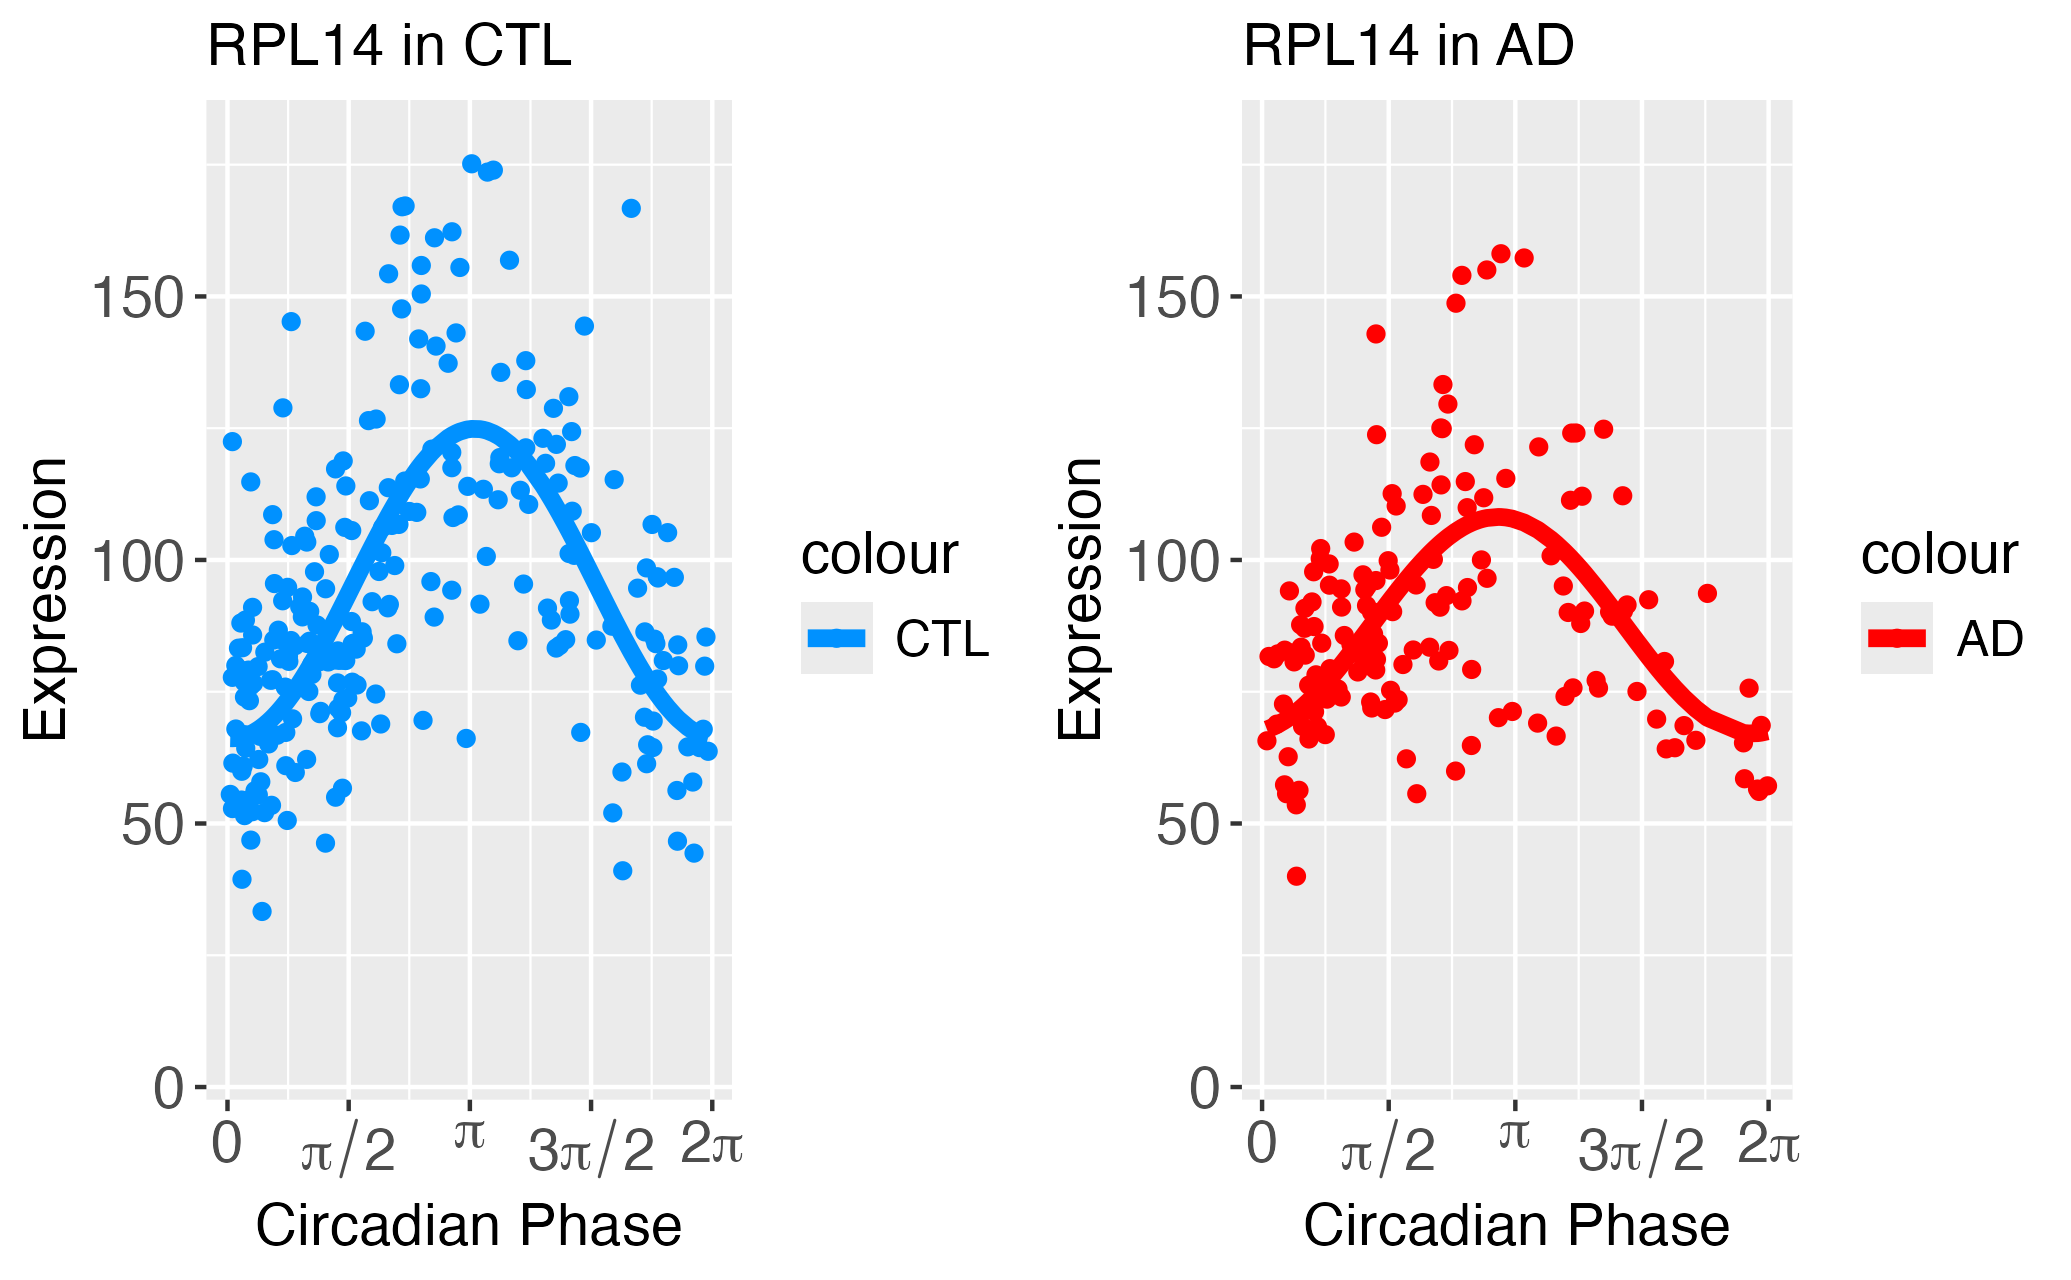 RPL14 in CTL
Expression
150
100
50
0
0 π/2 π 3π/2 2π
Circadian Phase
colour
CTL
RPL14 in AD
Expression
150
100
50
0
0 π/2 π 3π/2 2π
Circadian Phase
colour
AD